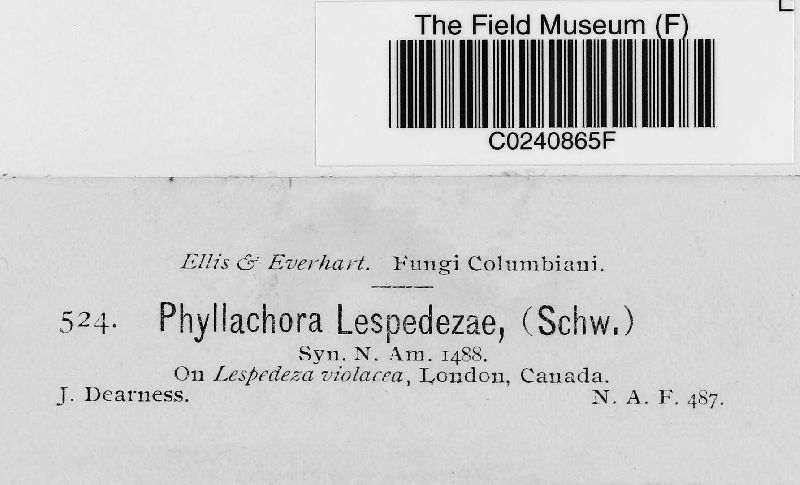 The Field Museum (F)
C0240865F
Ellis & Everhart. Fungi Columbiani.
524. Phyllachora Lespedezae, (Schw.)
Syn. N. Am. 1488.
On Lespedeza violacea, London, Canada.
J. Dearness. N. A. F. 487.